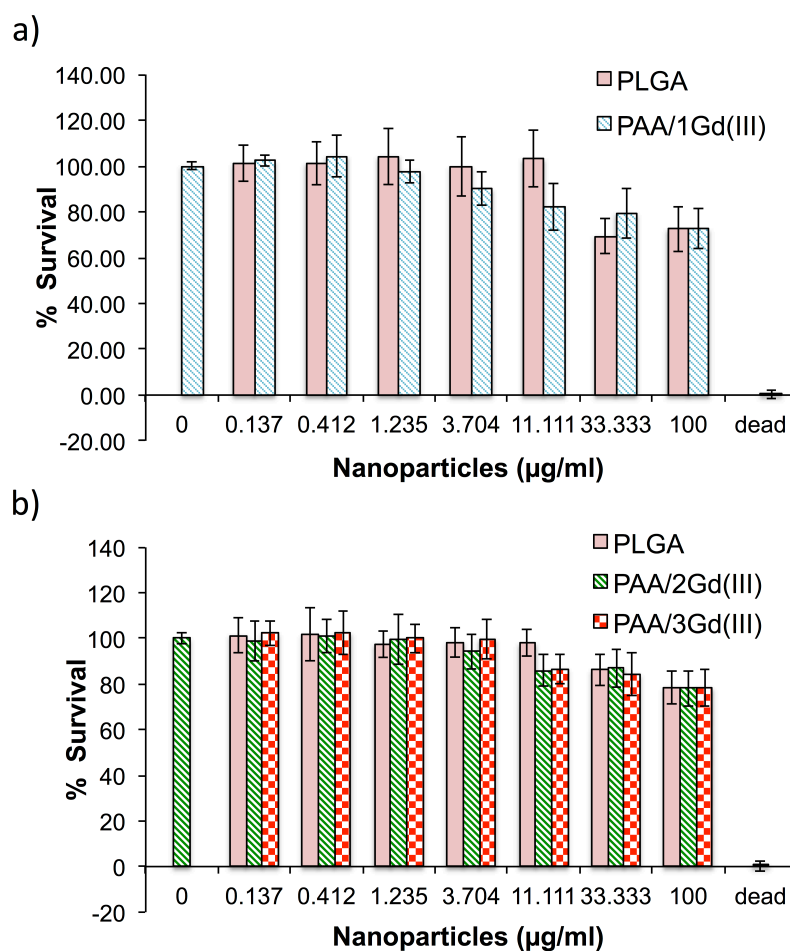 a)
140.00
120.00
100.00
80.00
60.00
40.00
20.00
0.00
-20.00
% Survival
PLGA
PAA/1Gd(III)
0 0.137 0.412 1.235 3.704 11.111 33.333 100 dead
Nanoparticles (µg/ml)
b)
140
120
100
80
60
40
20
0
-20
% Survival
PLGA
PAA/2Gd(III)
PAA/3Gd(III)
0 0.137 0.412 1.235 3.704 11.111 33.333 100 dead
Nanoparticles (µg/ml)